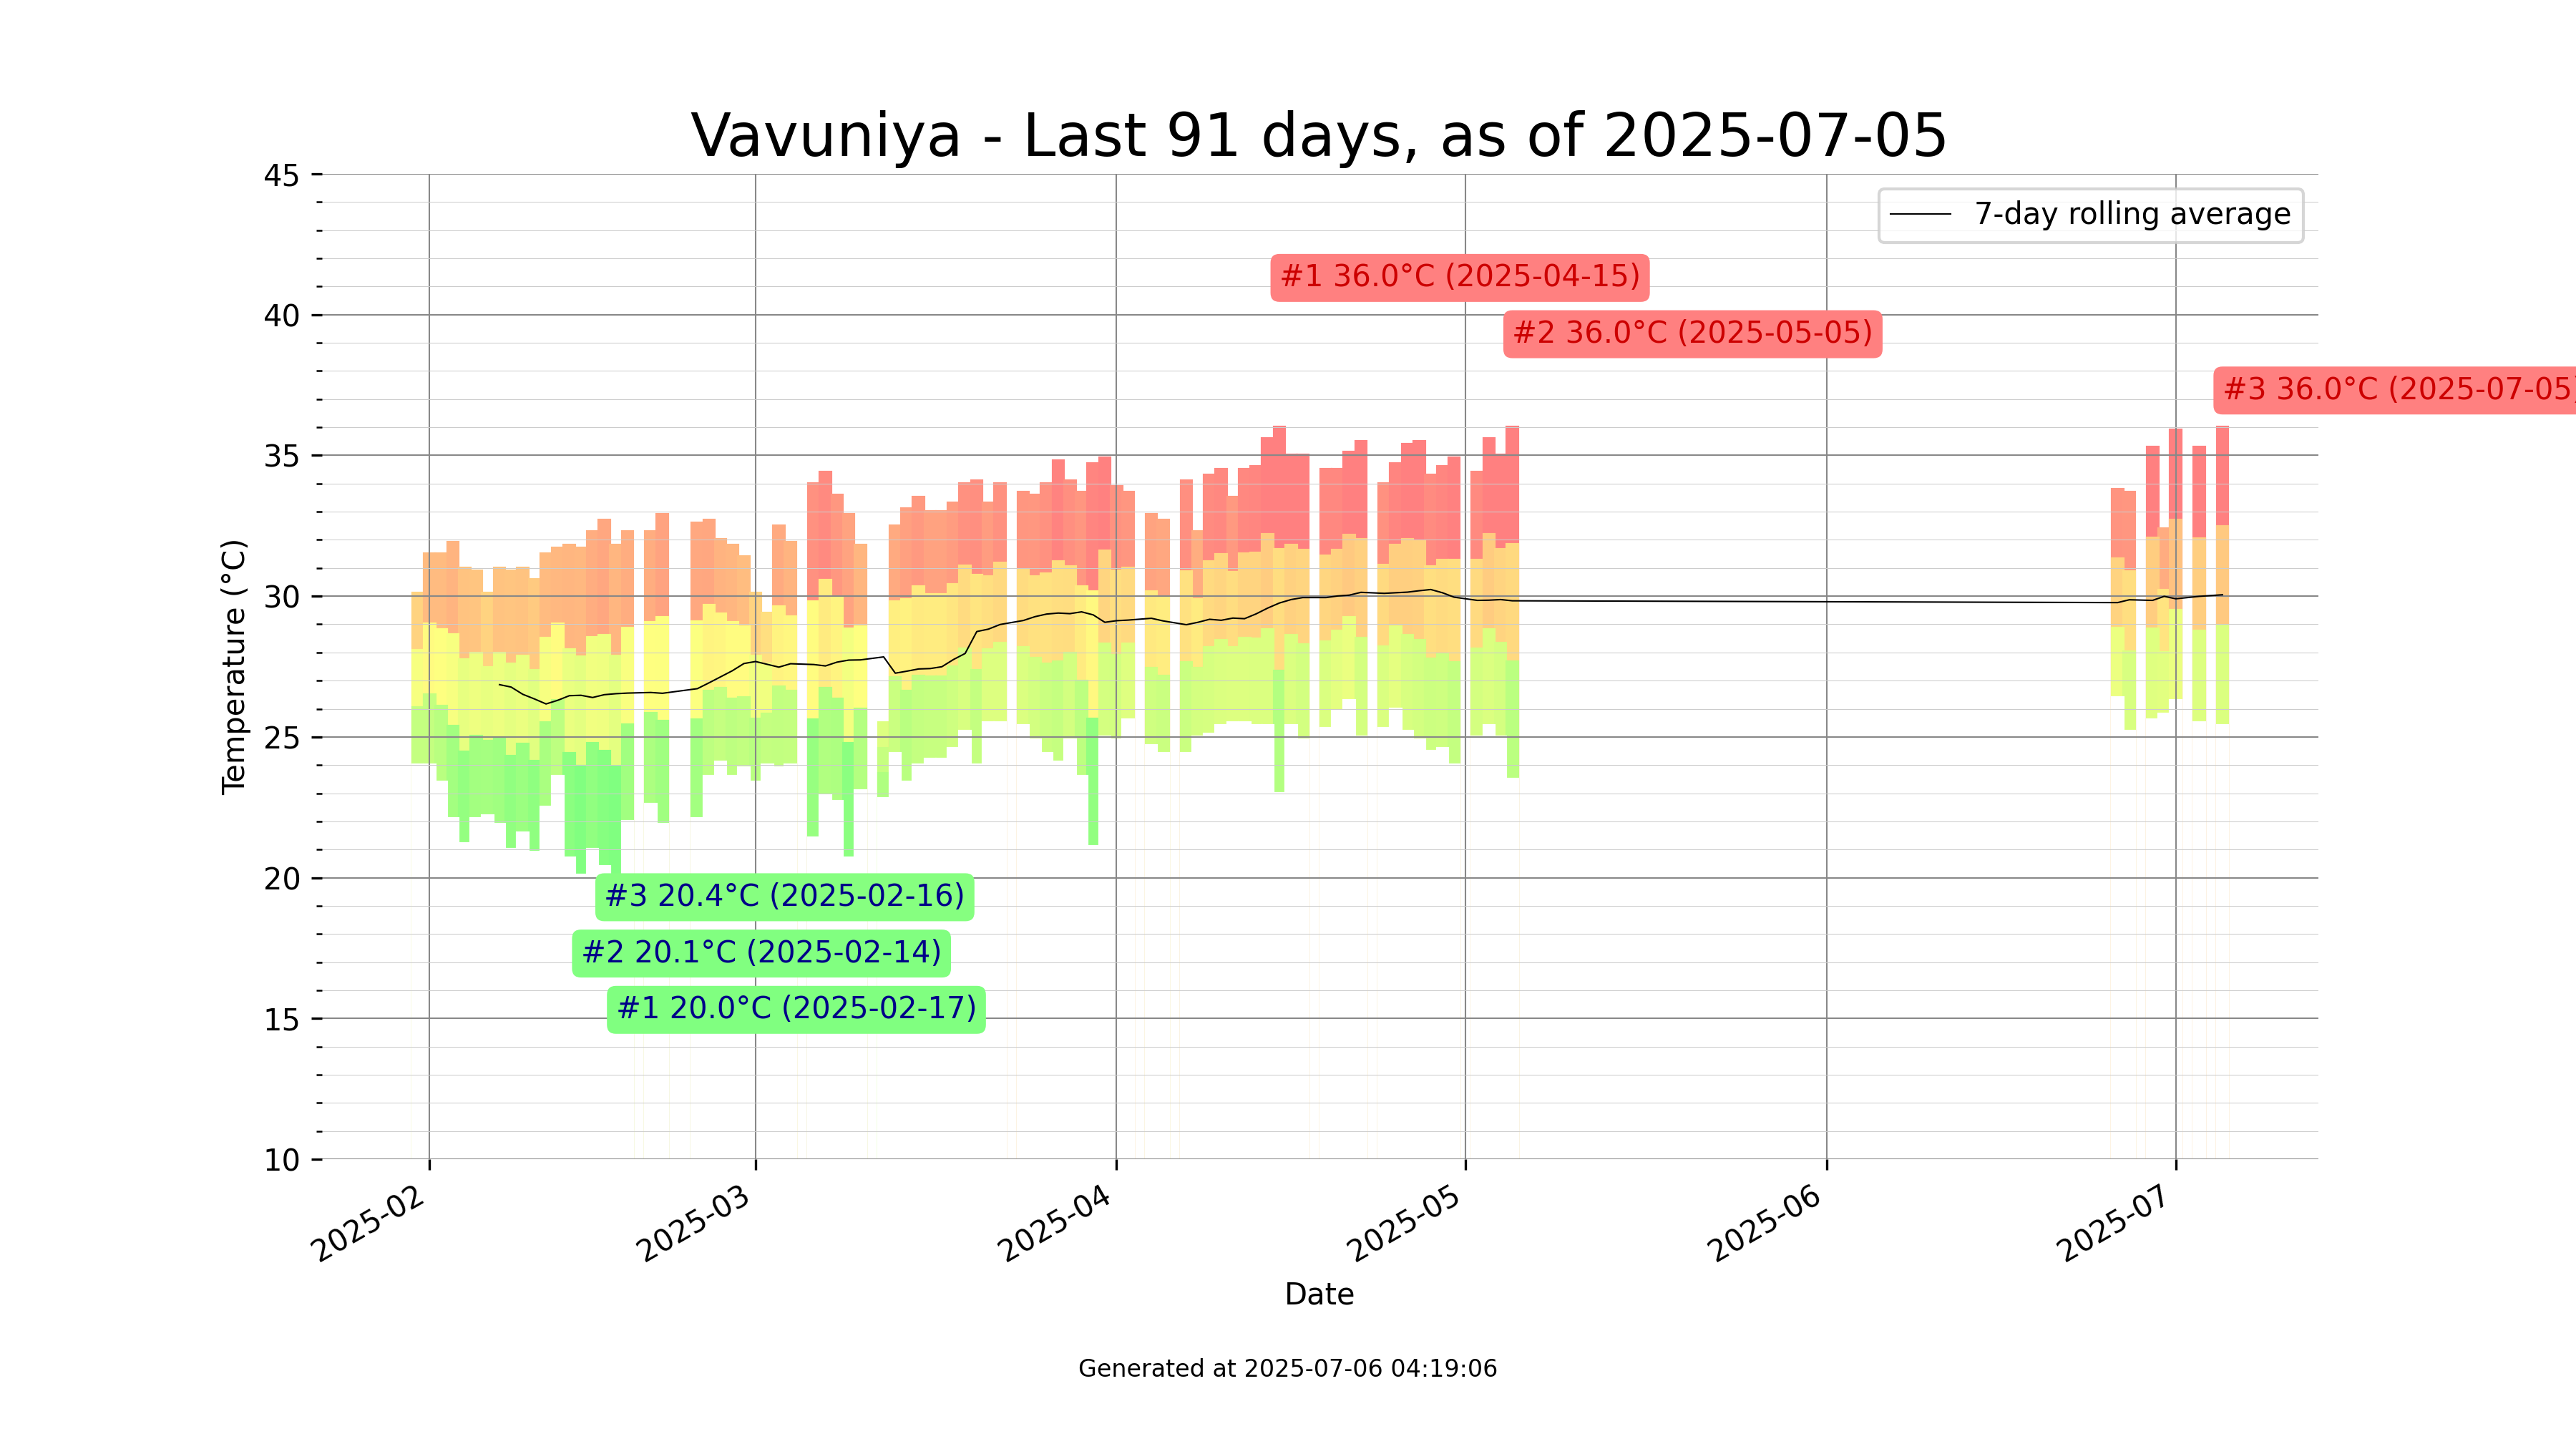 Vavuniya - Last 91 days, as of 2025-07-05
45
40
35
30
25
20
15
10
Temperature (°C)
7-day rolling average
#1 36.0°C (2025-04-15)
#2 36.0°C (2025-05-05)
#3 36.0°C (2025-07-05)
#3 20.4°C (2025-02-16)
#2 20.1°C (2025-02-14)
#1 20.0°C (2025-02-17)
2025-02
2025-03
2025-04
2025-05
2025-06
2025-07
Date
Generated at 2025-07-06 04:19:06